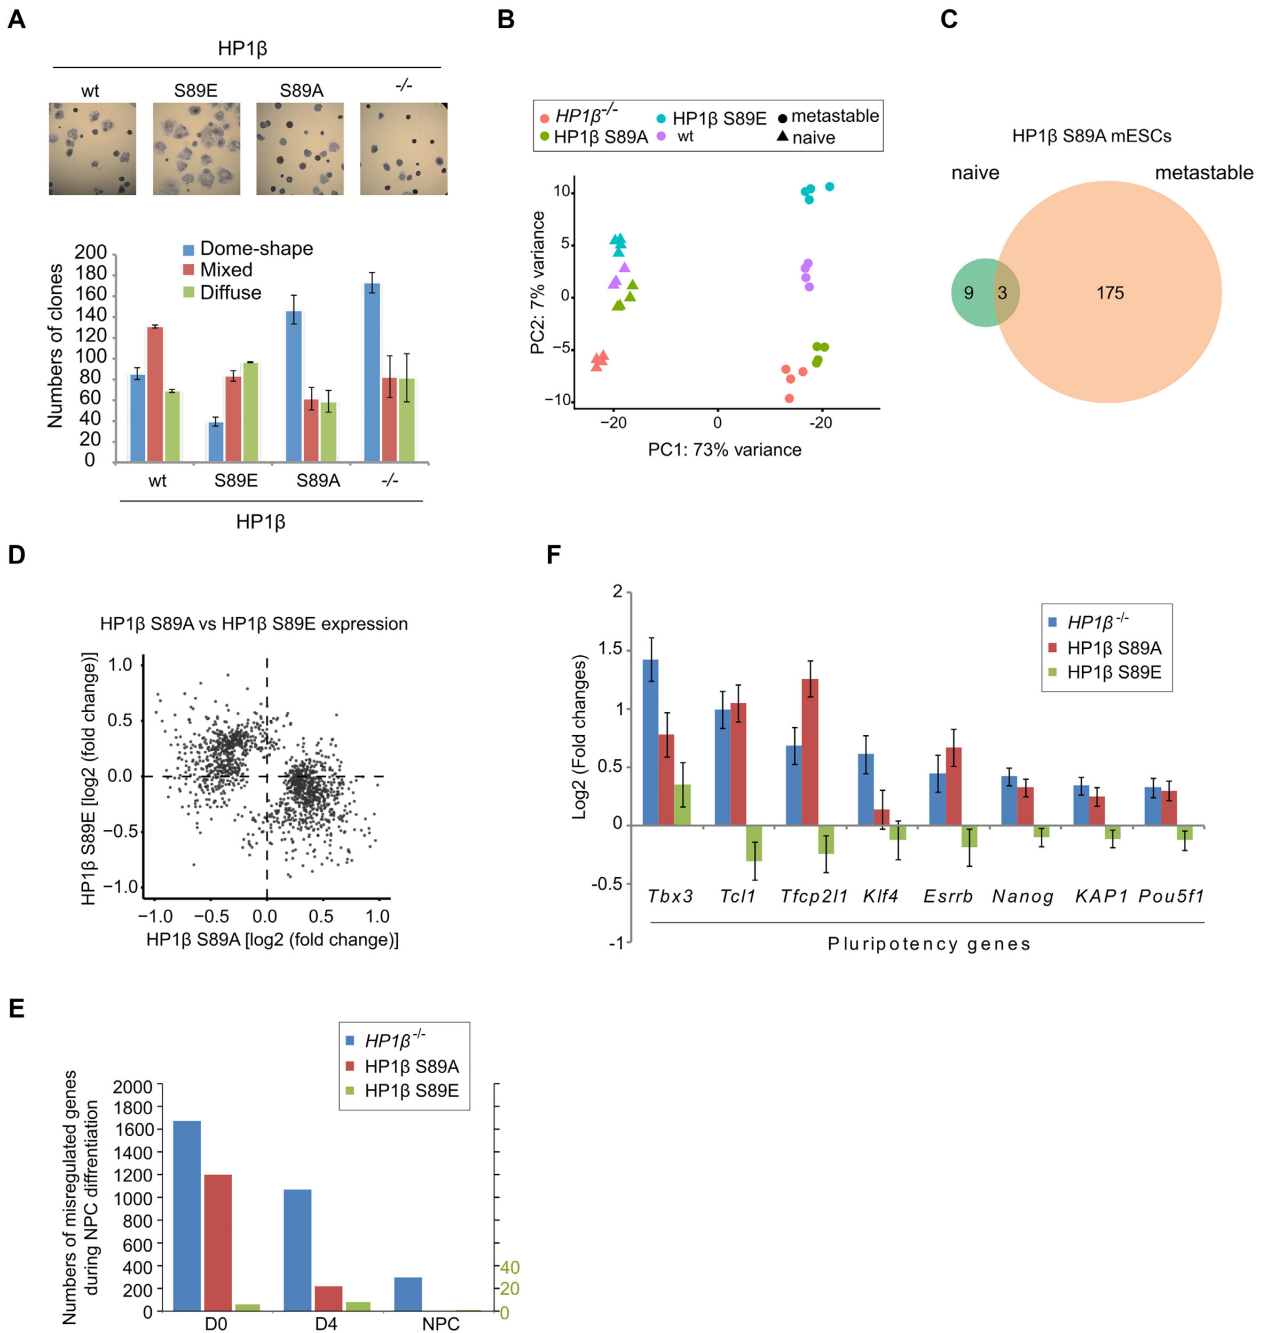 A
HP1β
wt S89E S89A -/-
Dome-shape
Mixed
Diffuse
Numbers of clones
200
180
160
140
120
100
80
60
40
20
0
wt S89E S89A -/-
HP1β
B
HP1β-/- HP1β S89E metastable
HP1β S89A wt naive
PC2: 7% variance
10
5
0
−5
−10
−20 0 -20
PC1: 73% variance
C
HP1β S89A mESCs
naive metastable
9 3 175
D
HP1β S89A vs HP1β S89E expression
HP1β S89E [log2 (fold change)]
1.0
0.5
0.0
−0.5
−1.0
−1.0 −0.5 0.0 0.5 1.0
HP1β S89A [log2 (fold change)]
F
HP1β-/-
HP1β S89A
HP1β S89E
Log2 (Fold changes)
2
1.5
1
0.5
0
-0.5
-1
Tbx3 Tcl1 Tfcp2l1 Klf4 Esrrb Nanog KAP1 Pou5f1
Pluripotency genes
E
HP1β-/-
HP1β S89A
HP1β S89E
Numbers of misregulated genes
during NPC diffrentiation
2000
1800
1600
1400
1200
1000
800
600
400
200
0
40
20
0
D0 D4 NPC